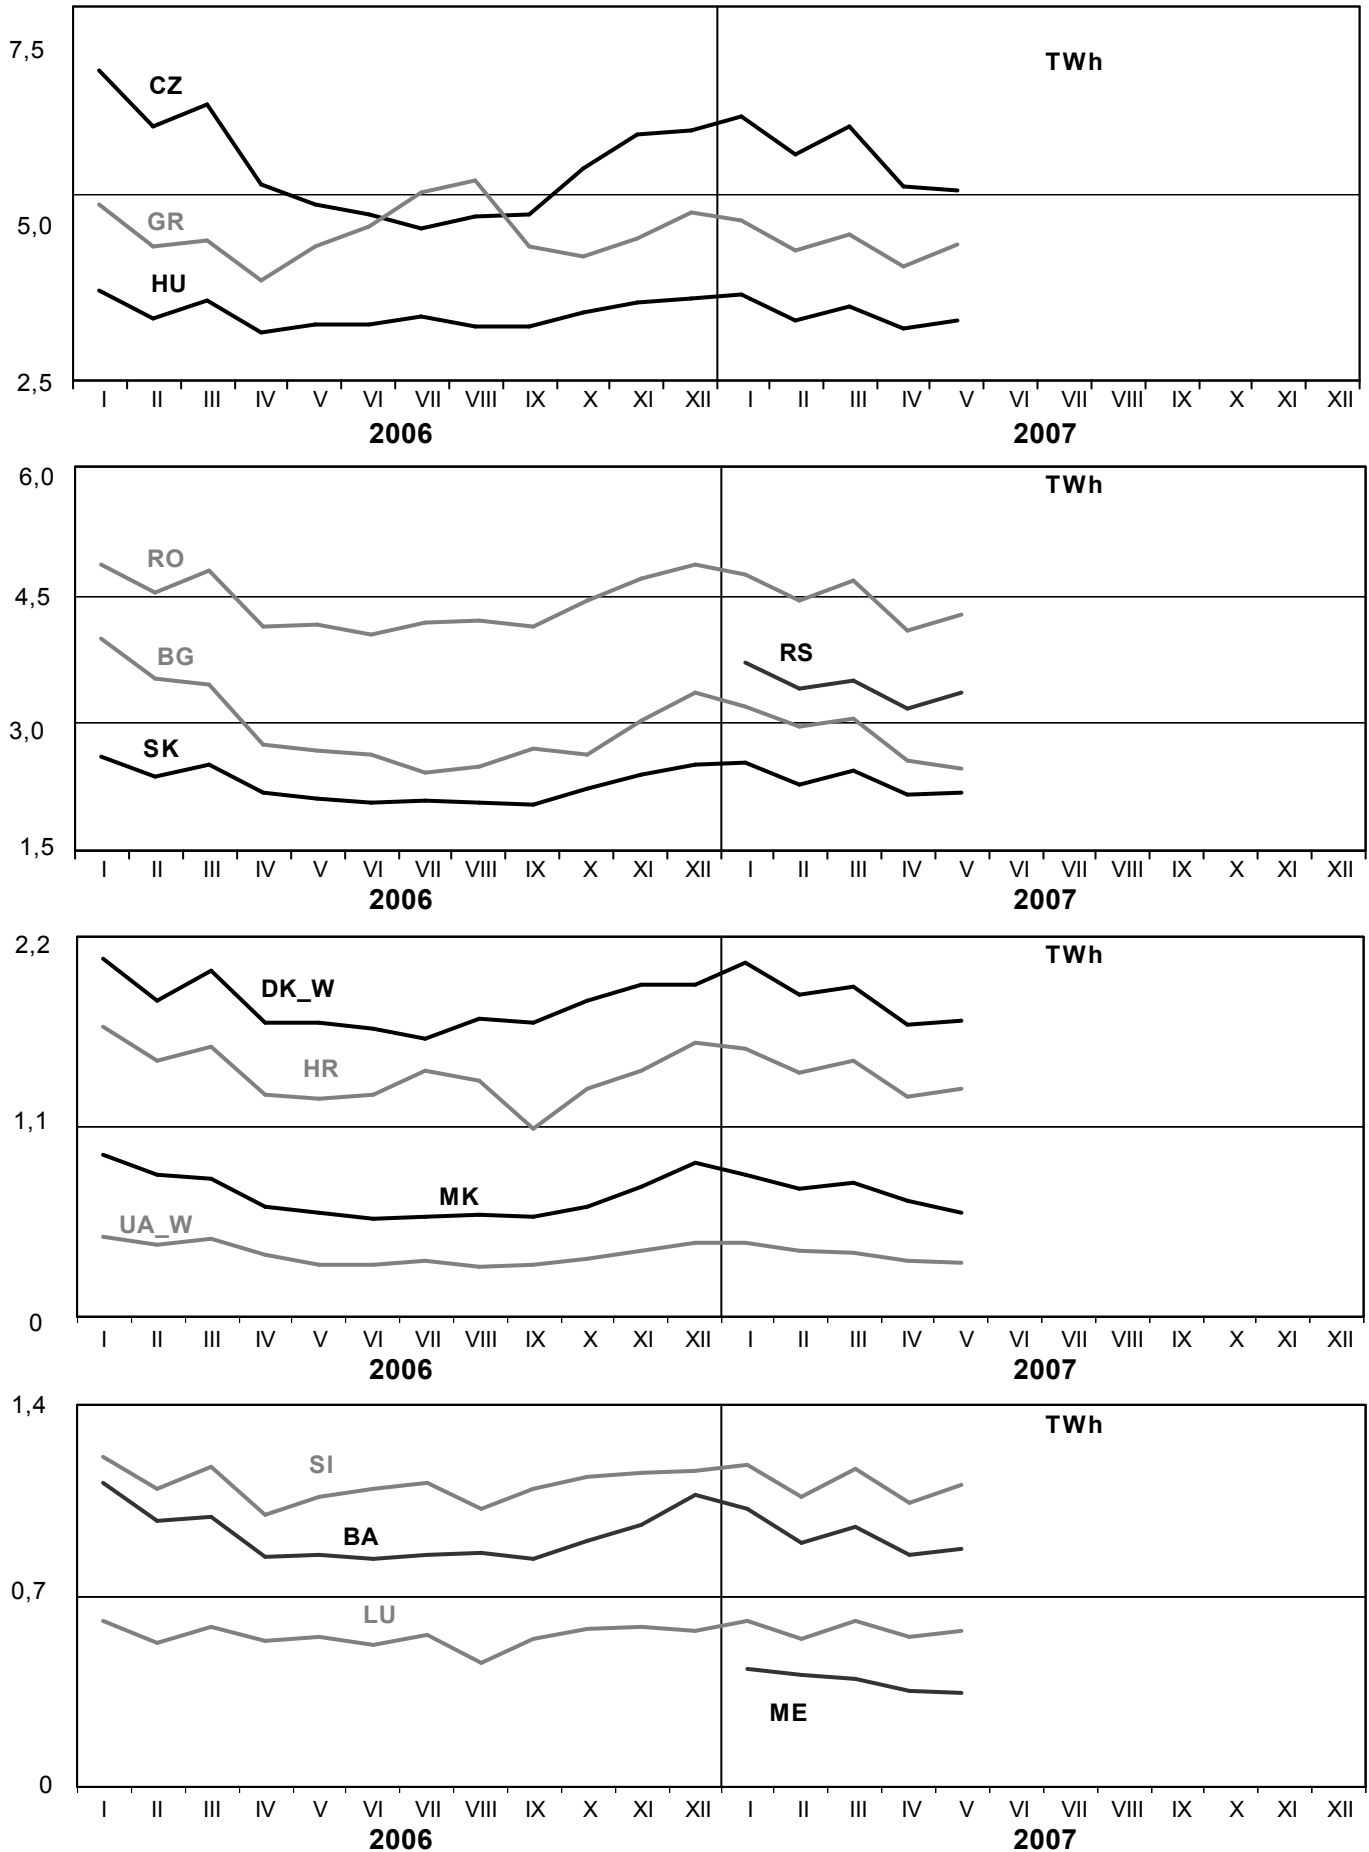 7,5
TWh
CZ
GR
5,0
HU
2,5
I II III IV V VI VII VIII IX X XI XII I II III IV V VI VII VIII IX X XI XII
2006 2007
6,0
TWh
RO
4,5
BG
RS
3,0
SK
1,5
I II III IV V VI VII VIII IX X XI XII I II III IV V VI VII VIII IX X XI XII
2006 2007
2,2
TWh
DK_W
HR
1,1
MK
UA_W
0
I II III IV V VI VII VIII IX X XI XII I II III IV V VI VII VIII IX X XI XII
2006 2007
1,4
TWh
SI
BA
0,7
LU
ME
0
I II III IV V VI VII VIII IX X XI XII I II III IV V VI VII VIII IX X XI XII
2006 2007